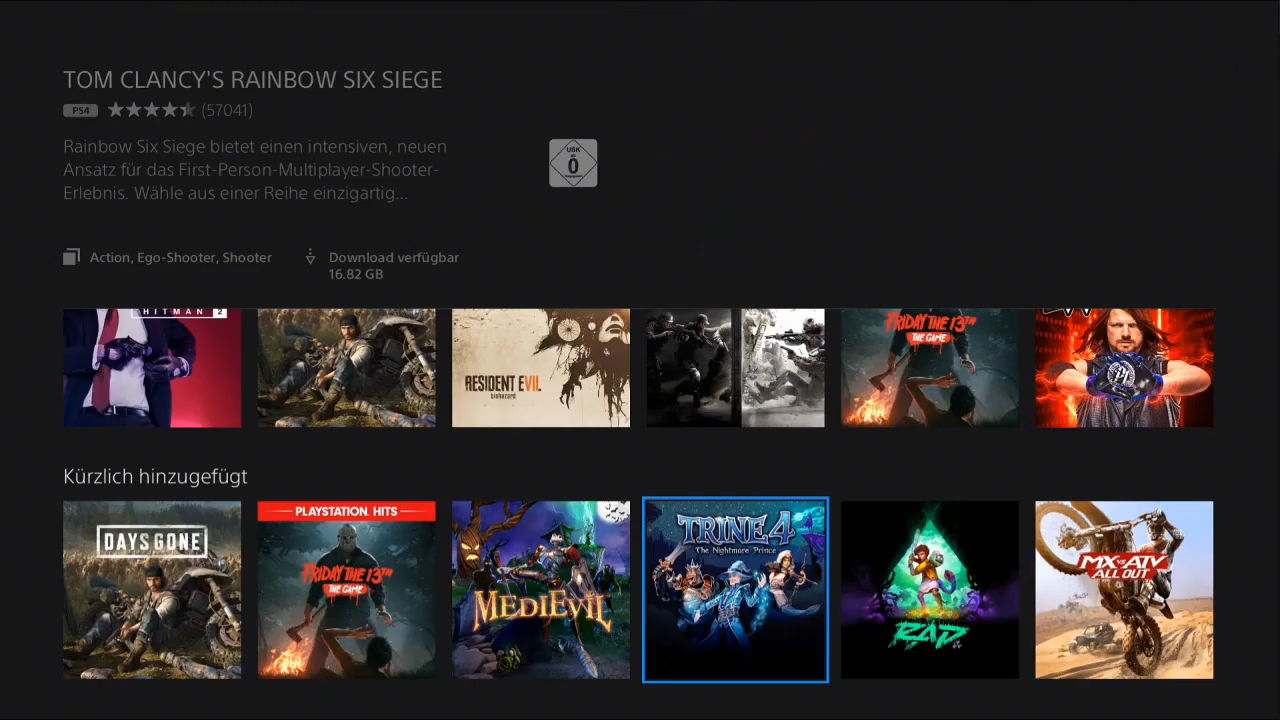 TOM CLANCY'S RAINBOW SIX SIEGE
PS4 (57041)
Rainbow Six Siege bietet einen intensiven, neuen
Ansatz für das First-Person-Multiplayer-Shooter-
Erlebnis. Wähle aus einer Reihe einzigartig...
USK
0
Action, Ego-Shooter, Shooter
Download verfügbar
16.82 GB
HITMAN 2
RESIDENT EVIL
biohazard
FRIDAY THE 13TH
THE GAME
Kürzlich hinzugefügt
DAYS GONE
PLAYSTATION HITS
FRIDAY THE 13TH
THE GAME
MEDIEVIL
TRINE 4
The Nightmare Prince
RAD
MX vs ATV
ALL OUT